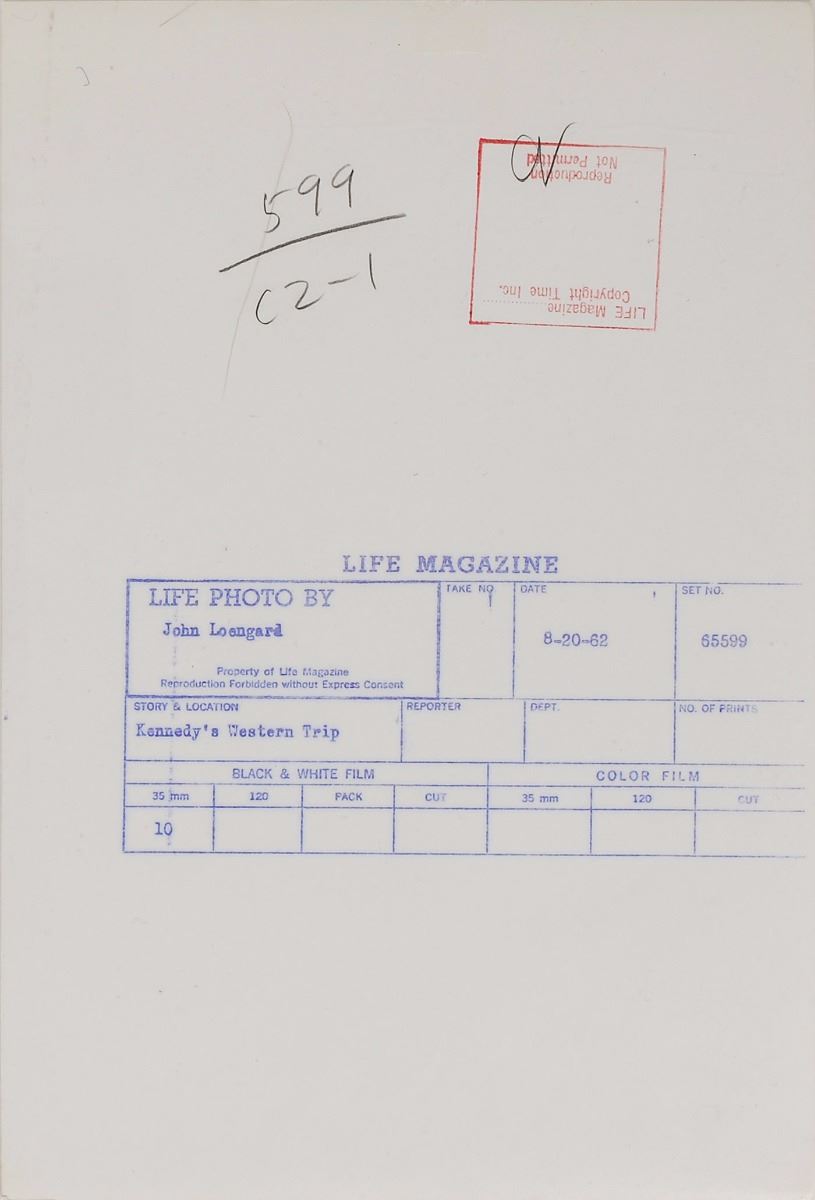 599
C2-1
LIFE Magazine
Copyright Time Inc.
Reproduction
Not Permitted
LIFE MAGAZINE
LIFE PHOTO BY
John Loengard
Property of Life Magazine
Reproduction Forbidden without Express Consent
TAKE NO
DATE
8-20-62
SET NO.
65599
STORY & LOCATION
Kennedy's Western Trip
REPORTER
DEPT.
NO. OF PRINTS
BLACK & WHITE FILM
COLOR FILM
35 mm 120 PACK CUT 35 mm 120 CUT
10